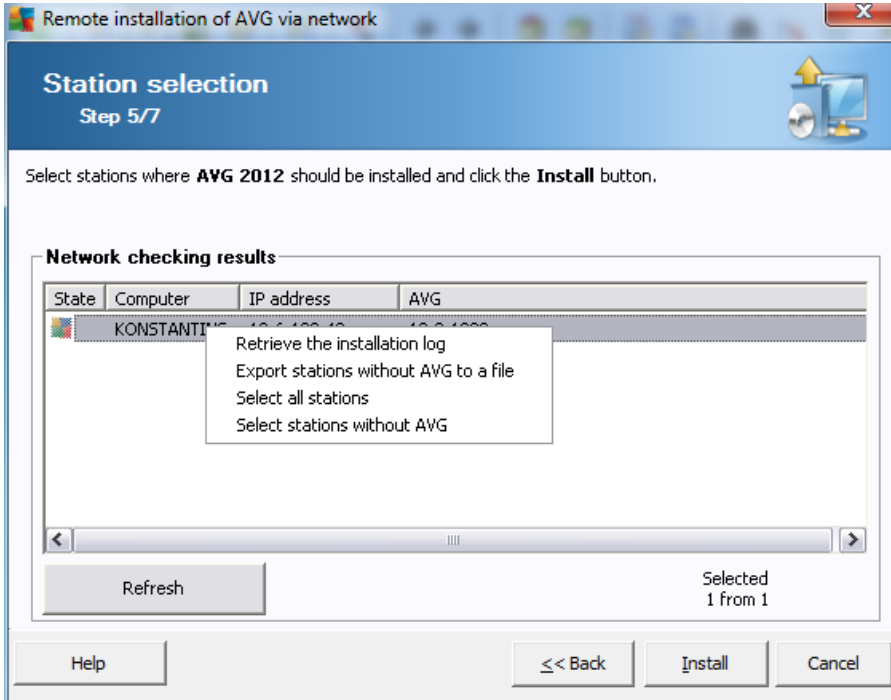 Remote installation of AVG via network
Station selection
Step 5/7
Select stations where AVG 2012 should be installed and click the Install button.
Network checking results
State Computer IP address AVG
Retrieve the installation log
Export stations without AVG to a file
Select all stations
Select stations without AVG
Refresh
Selected
1 from 1
Help
<< Back
Install
Cancel